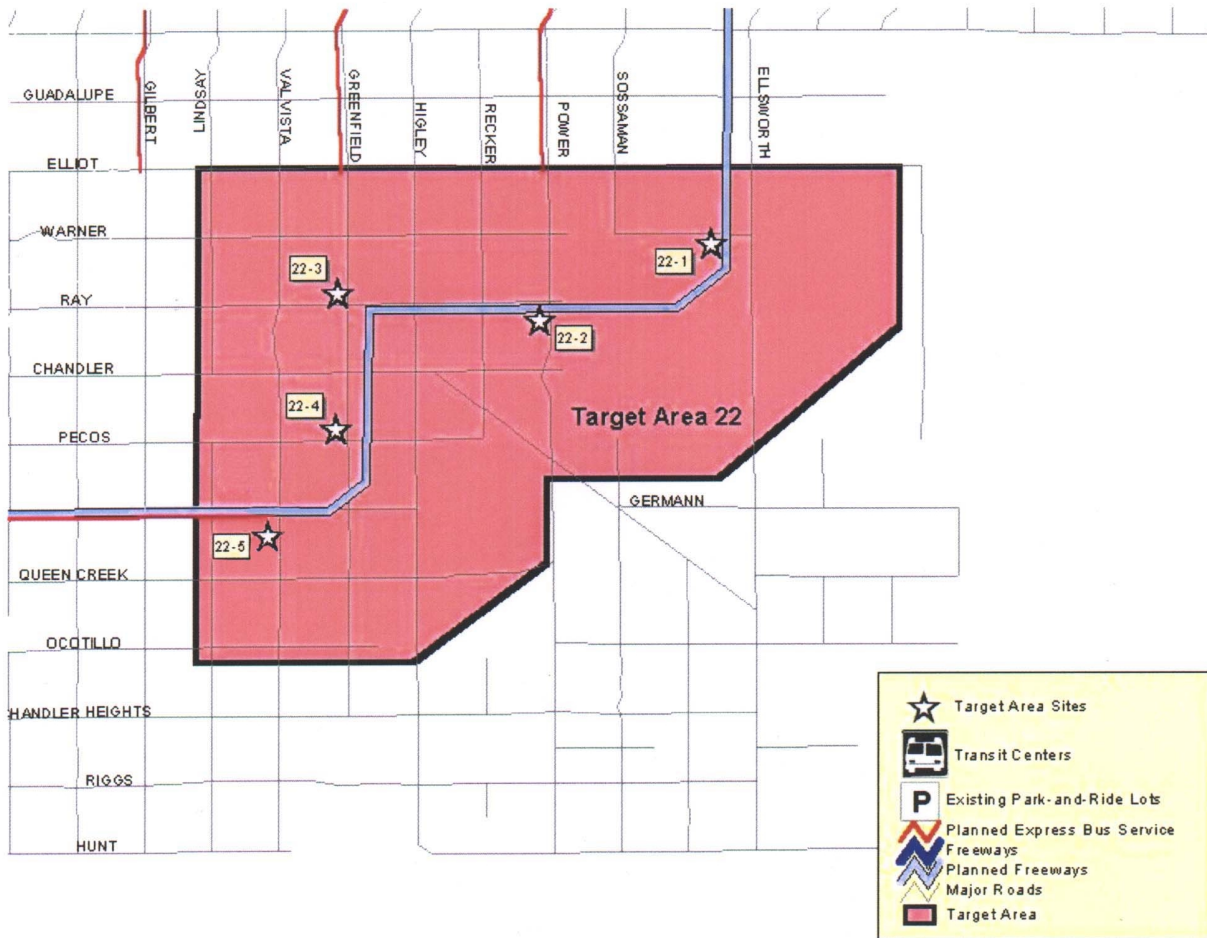 GUADALUPE
GILBERT
LINDSAY
VAL VISTA
GREENFIELD
HIGLEY
RECKER
POWER
SOSSAMAN
ELLSWORTH
ELLIOT
WARNER
22-1
22-3
RAY
22-2
CHANDLER
22-4
Target Area 22
PECOS
GERMANN
22-5
QUEEN CREEK
OCOTILLO
HANDLER HEIGHTS
RIGGS
HUNT
Target Area Sites
Transit Centers
P Existing Park-and-Ride Lots
Planned Express Bus Service
Freeways
Planned Freeways
Major Roads
Target Area